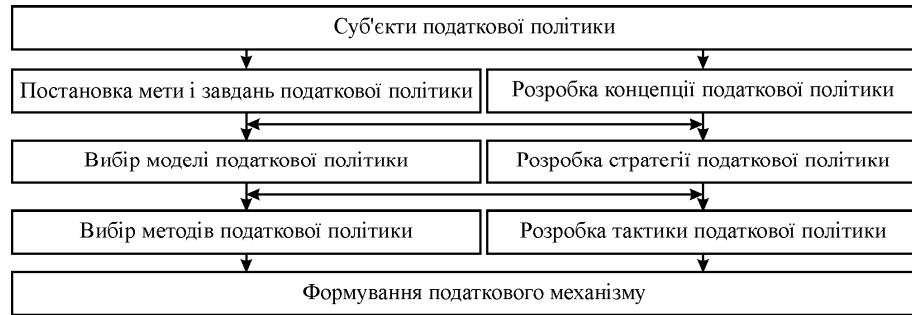 Суб'єкти податкової політики
Постановка мети і завдань податкової політики
Розробка концепції податкової політики
Вибір моделі податкової політики
Розробка стратегії податкової політики
Вибір методів податкової політики
Розробка тактики податкової політики
Формування податкового механізму